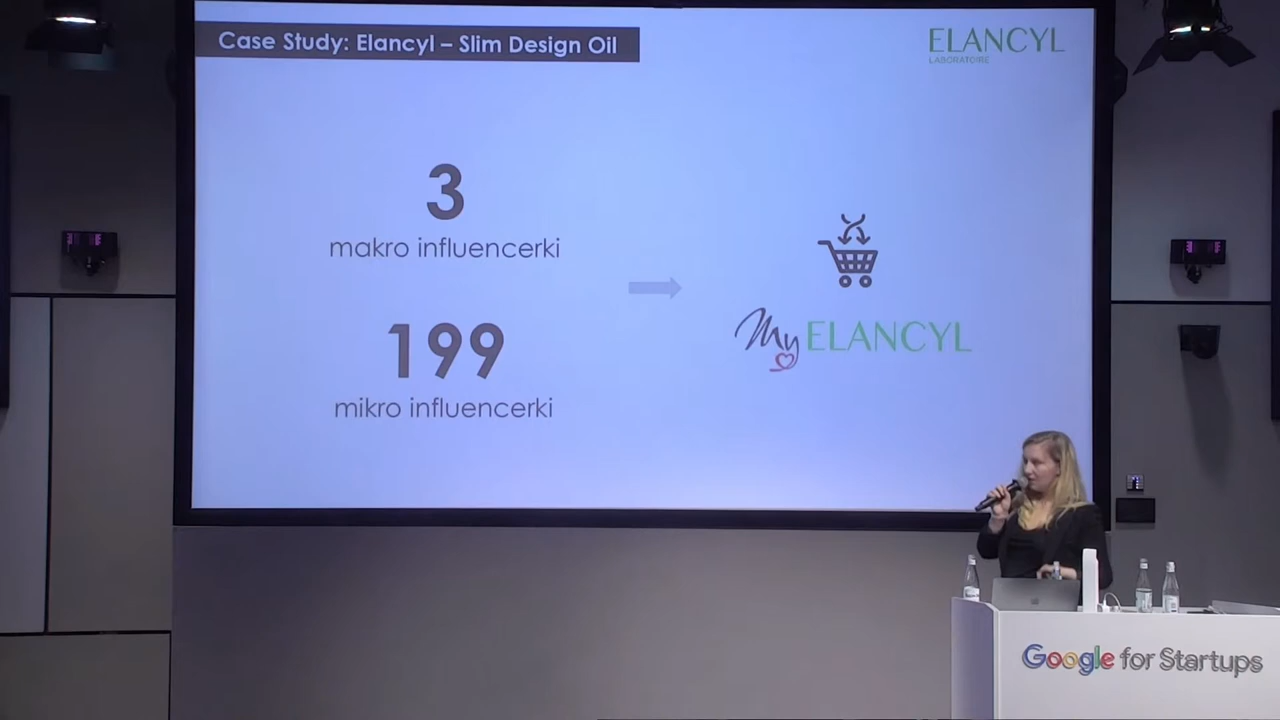 Case Study: Elancyl – Slim Design Oil
ELANCYL
LABORATOIRE
3
makro influencerki
199
mikro influencerki
My ELANCYL
Google for Startups